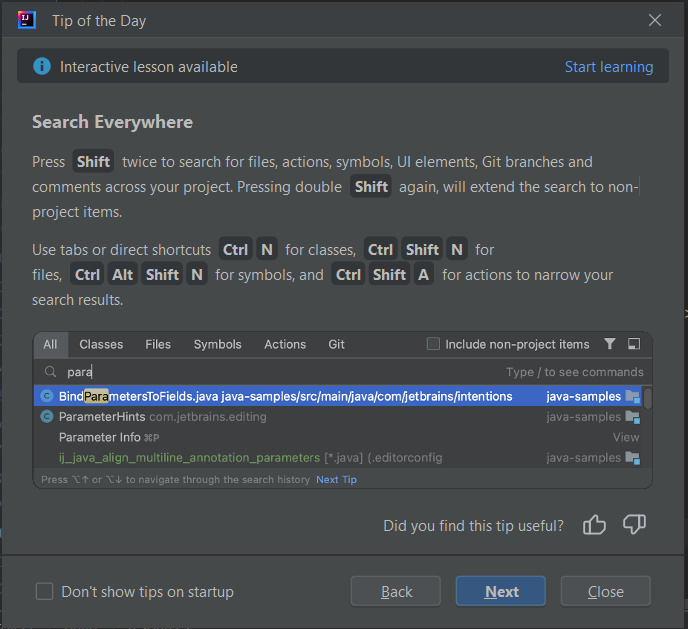 Tip of the Day
Interactive lesson available Start learning
Search Everywhere
Press Shift twice to search for files, actions, symbols, UI elements, Git branches and
comments across your project. Pressing double Shift again, will extend the search to non-
project items.
Use tabs or direct shortcuts Ctrl N for classes, Ctrl Shift N for
files, Ctrl Alt Shift N for symbols, and Ctrl Shift A for actions to narrow your
search results.
All Classes Files Symbols Actions Git Include non-project items
para Type / to see commands
BindParametersToFields.java java-samples/src/main/java/com/jetbrains/intentions java-samples
ParameterHints com.jetbrains.editing java-samples
Parameter Info ⌘P View
ij_java_align_multiline_annotation_parameters [*.java] (.editorconfig java-samples
Press ⌥↑ or ⌥↓ to navigate through the search history Next Tip
Did you find this tip useful?
Don't show tips on startup Back Next Close